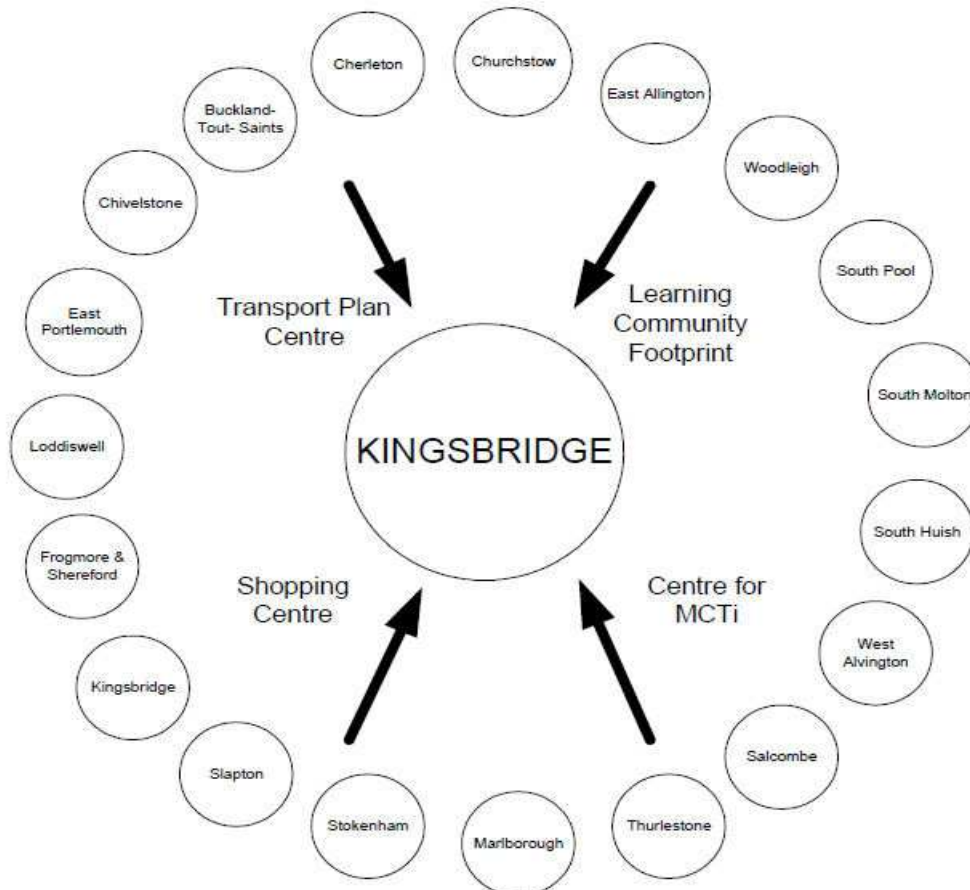 Cherleton
Churchstow
East Allington
Buckland-
Tout- Saints
Woodleigh
Chivelstone
South Pool
East
Portlemouth
Transport Plan
Centre
Learning
Community
Footprint
South Molton
Loddiswell
KINGSBRIDGE
South Huish
Frogmore &
Shereford
Shopping
Centre
Centre for
MCTi
West
Alvington
Kingsbridge
Salcombe
Slapton
Stokenham
Marlborough
Thurlestone